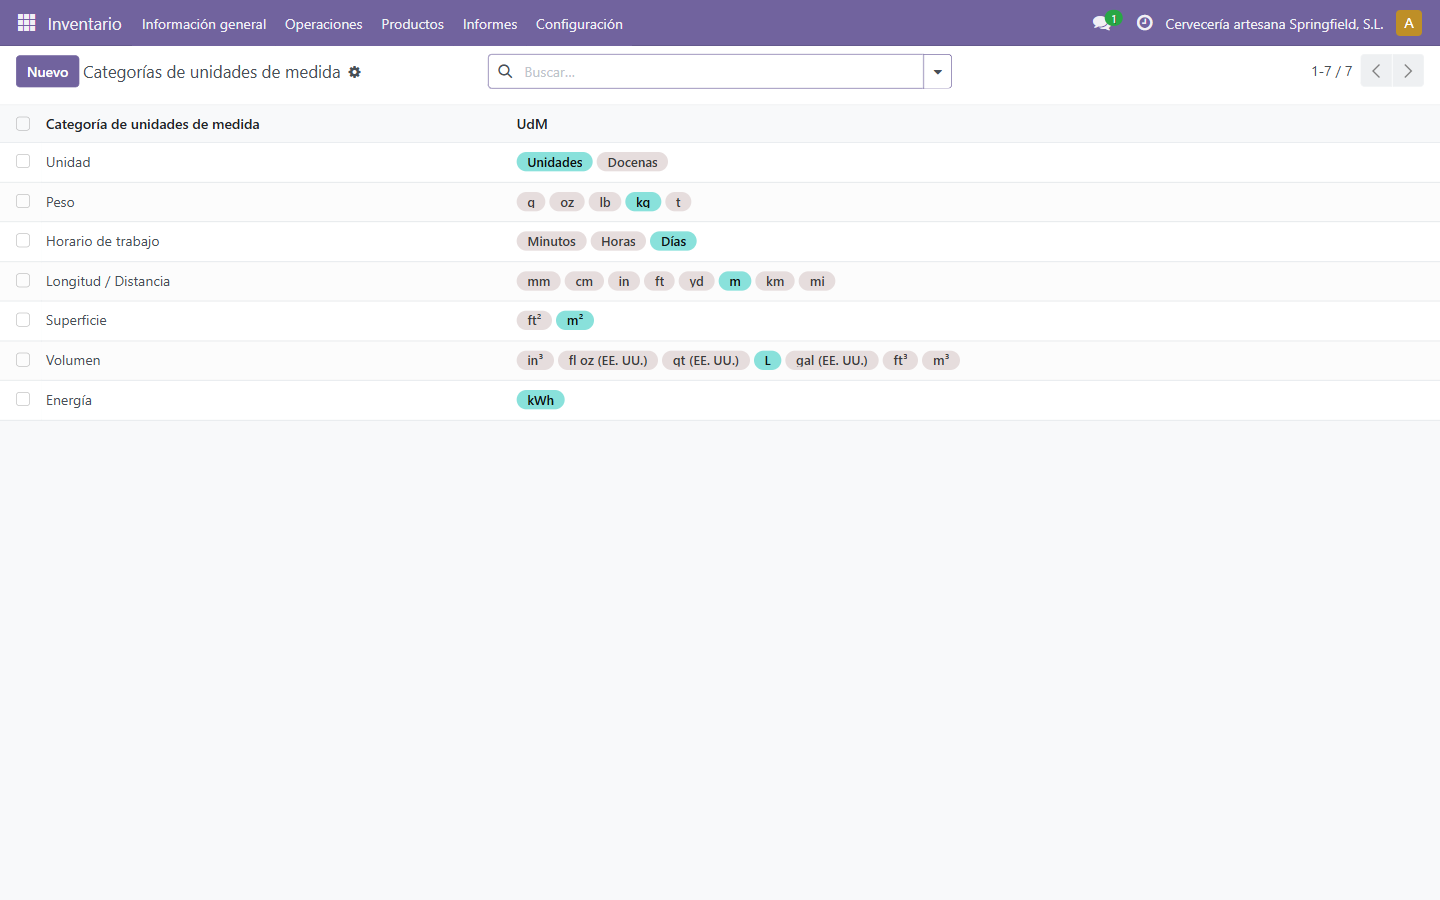 Inventario Información general Operaciones Productos Informes Configuración 1 Cervecería artesana Springfield, S.L. A
Nuevo Categorías de unidades de medida Buscar... 1-7 / 7
Categoría de unidades de medida UdM
Unidad Unidades Docenas
Peso g oz lb kg t
Horario de trabajo Minutos Horas Días
Longitud / Distancia mm cm in ft yd m km mi
Superficie ft² m²
Volumen in³ fl oz (EE. UU.) qt (EE. UU.) L gal (EE. UU.) ft³ m³
Energía kWh